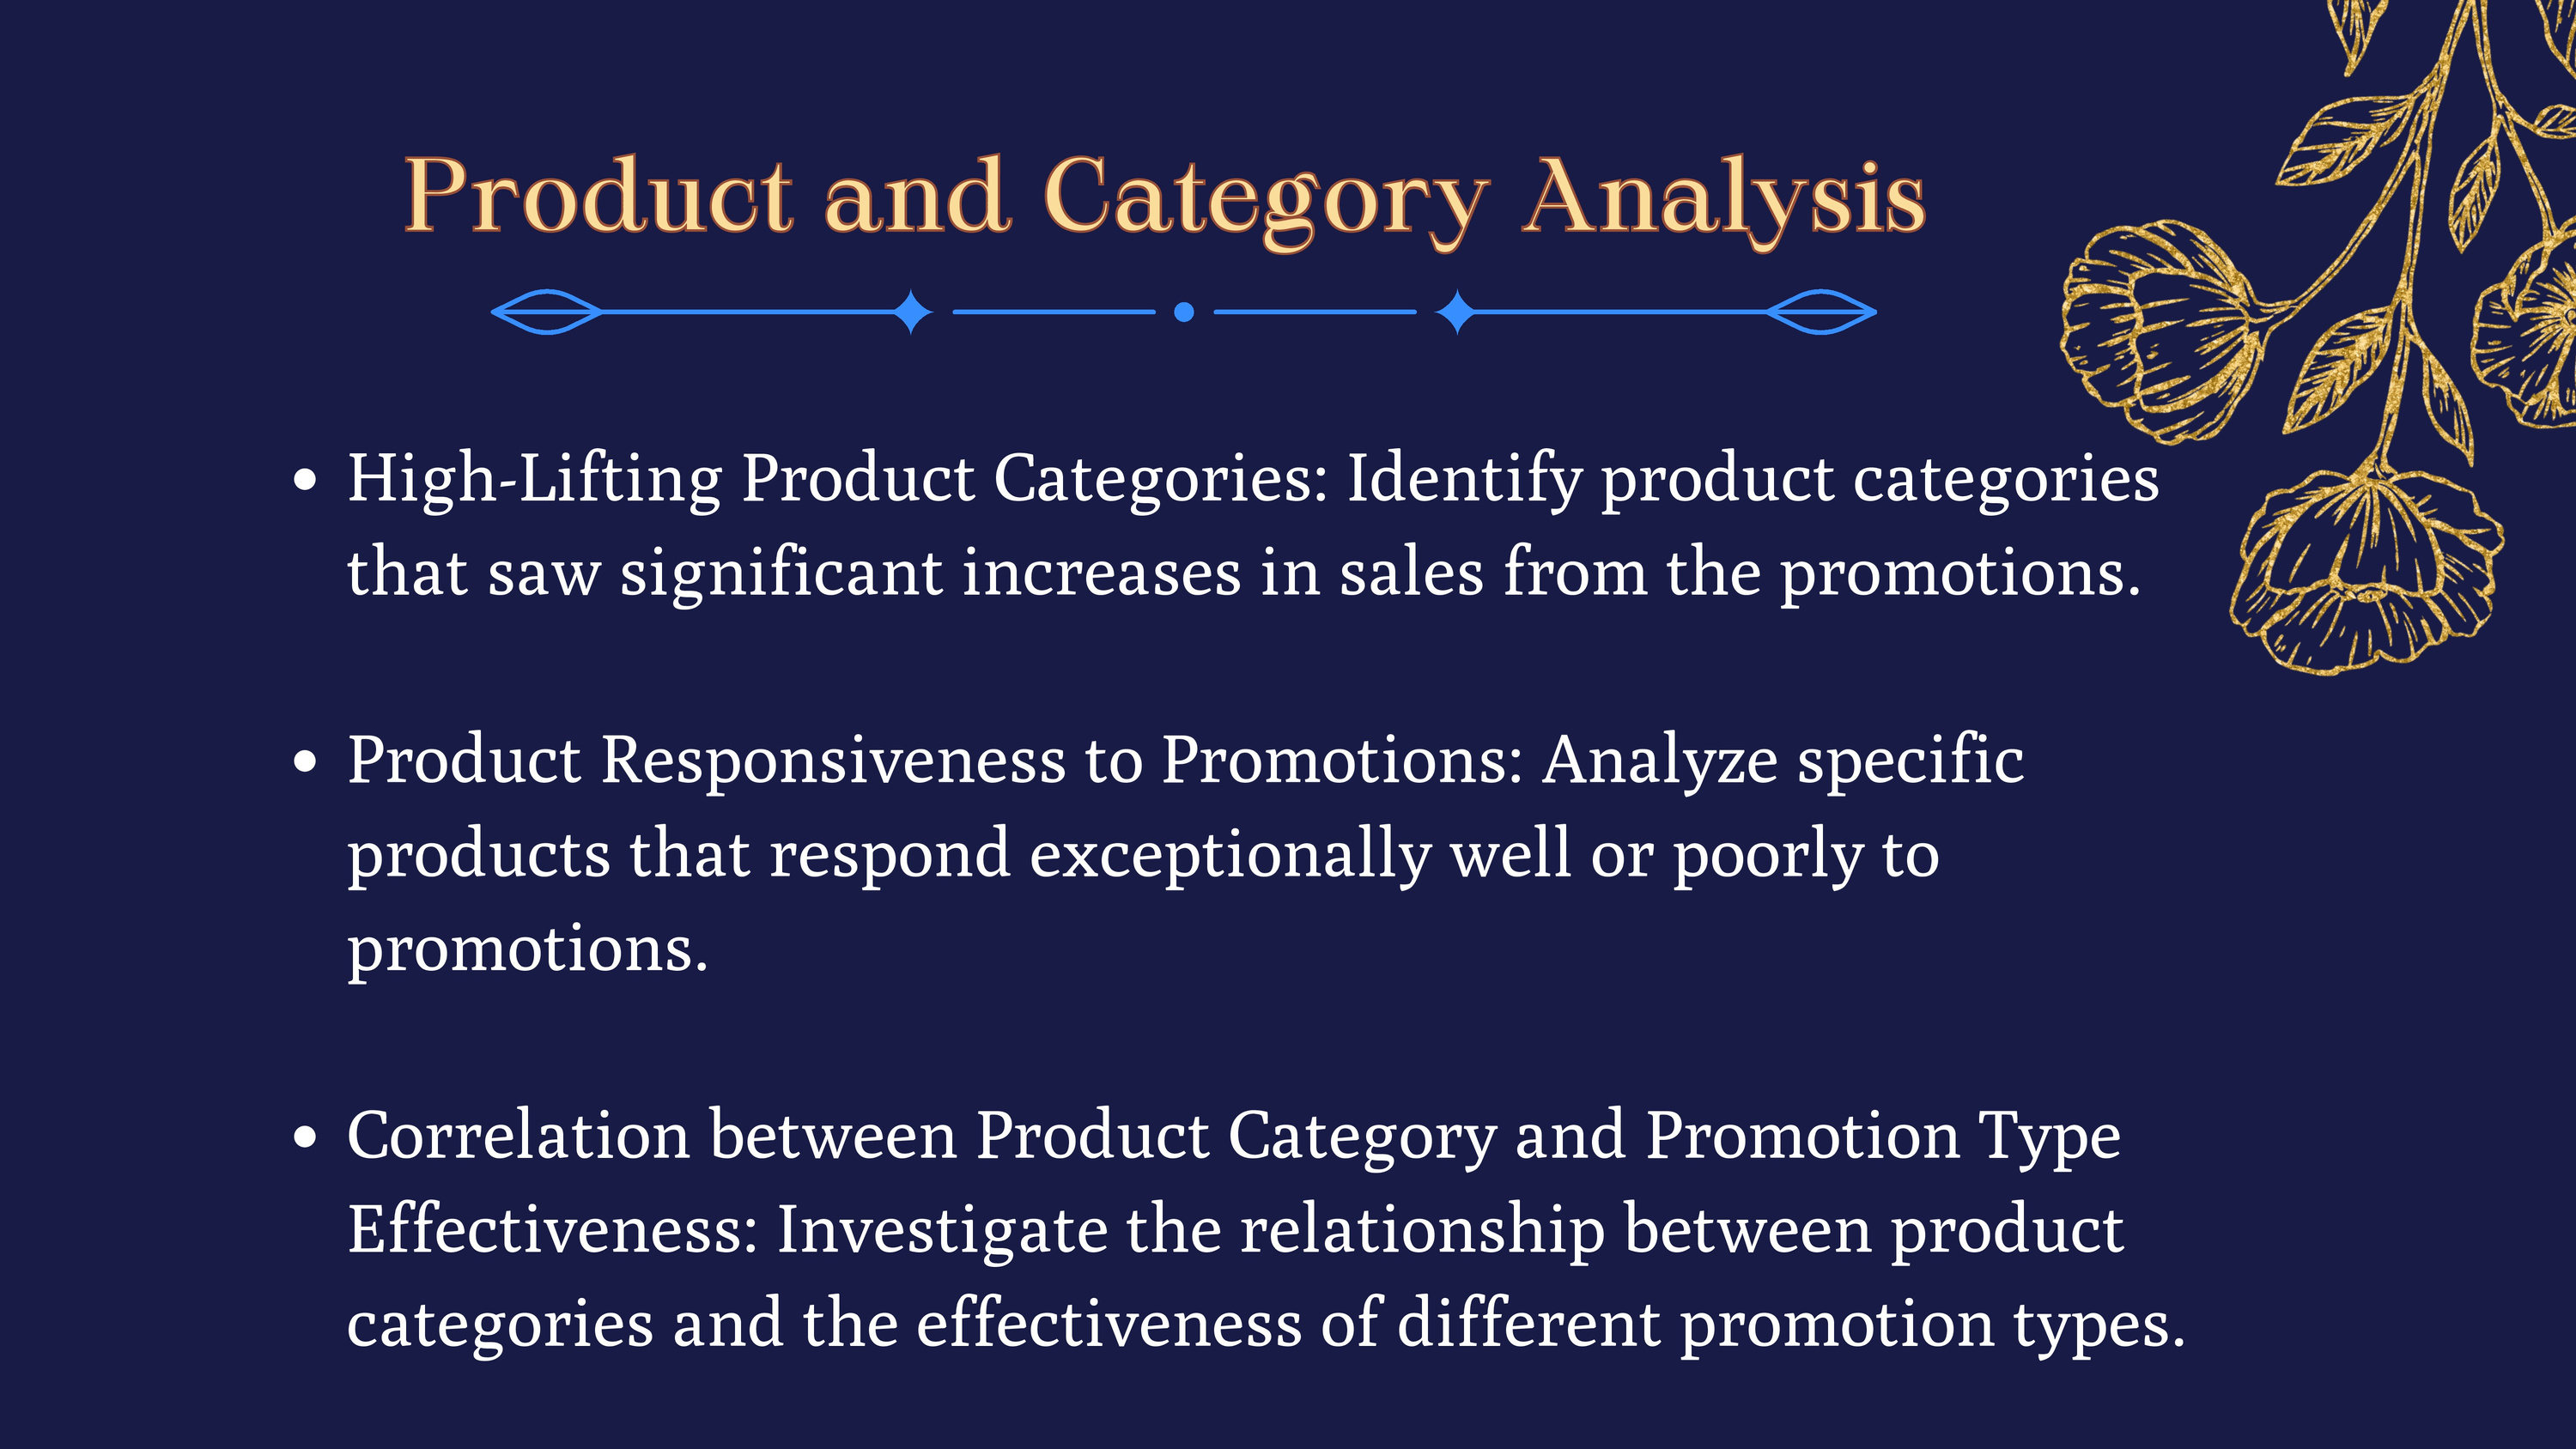 Product and Category Analysis
• High-Lifting Product Categories: Identify product categories
that saw significant increases in sales from the promotions.
• Product Responsiveness to Promotions: Analyze specific
products that respond exceptionally well or poorly to
promotions.
• Correlation between Product Category and Promotion Type
Effectiveness: Investigate the relationship between product
categories and the effectiveness of different promotion types.